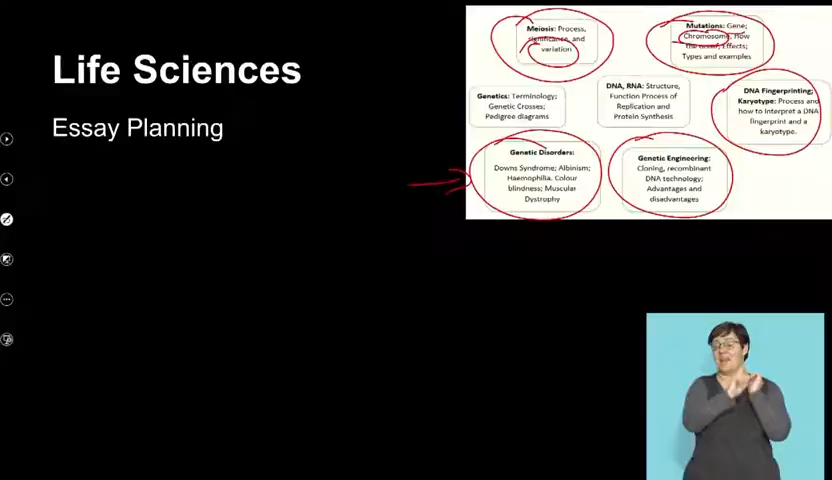 Life Sciences
Essay Planning
Meiosis: Process,
significance, and
variation
Mutations: Gene;
Chromosome, How
they occur, Effects;
Types and examples
Genetics: Terminology;
Genetic Crosses;
Pedigree diagrams
DNA, RNA: Structure,
Function Process of
Replication and
Protein Synthesis
DNA Fingerprinting;
Karyotype: Process and
how to interpret a DNA
fingerprint and a
karyotype.
Genetic Disorders:
Downs Syndrome; Albinism;
Haemophilia. Colour
blindness; Muscular
Dystrophy
Genetic Engineering:
Cloning, recombinant
DNA technology;
Advantages and
disadvantages